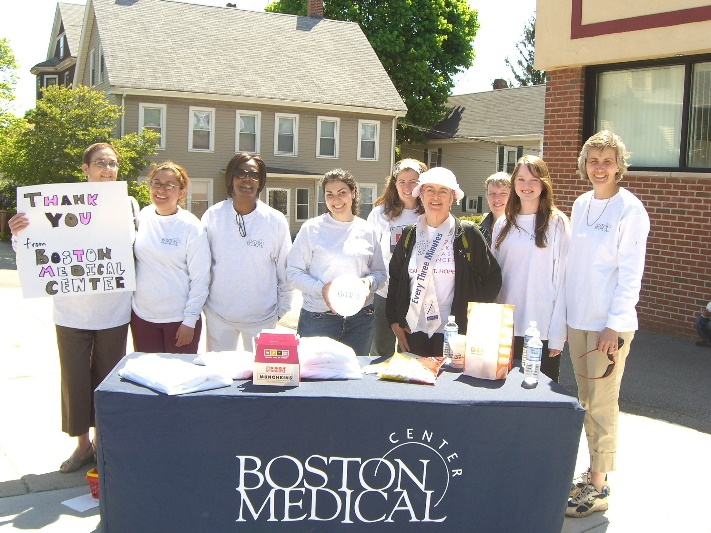 THANK
YOU
from
BOSTON
MEDICAL
CENTER
Every Three Minutes
MUNCHKINS
CENTER
BOSTON
MEDICAL